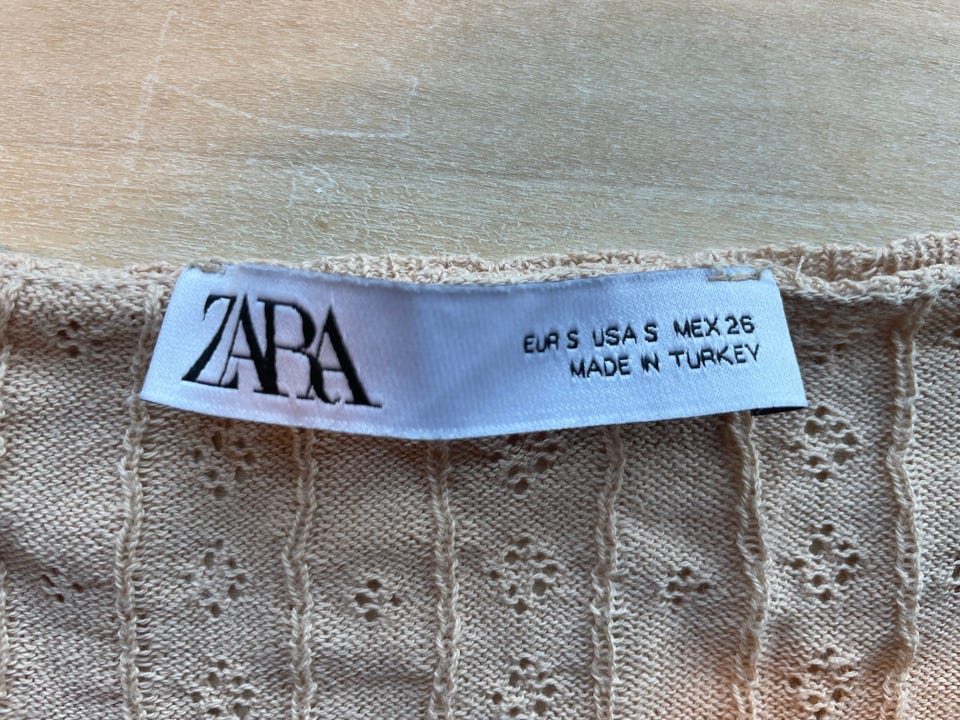 ZARA
EUR S USA S MEX 26
MADE IN TURKEY